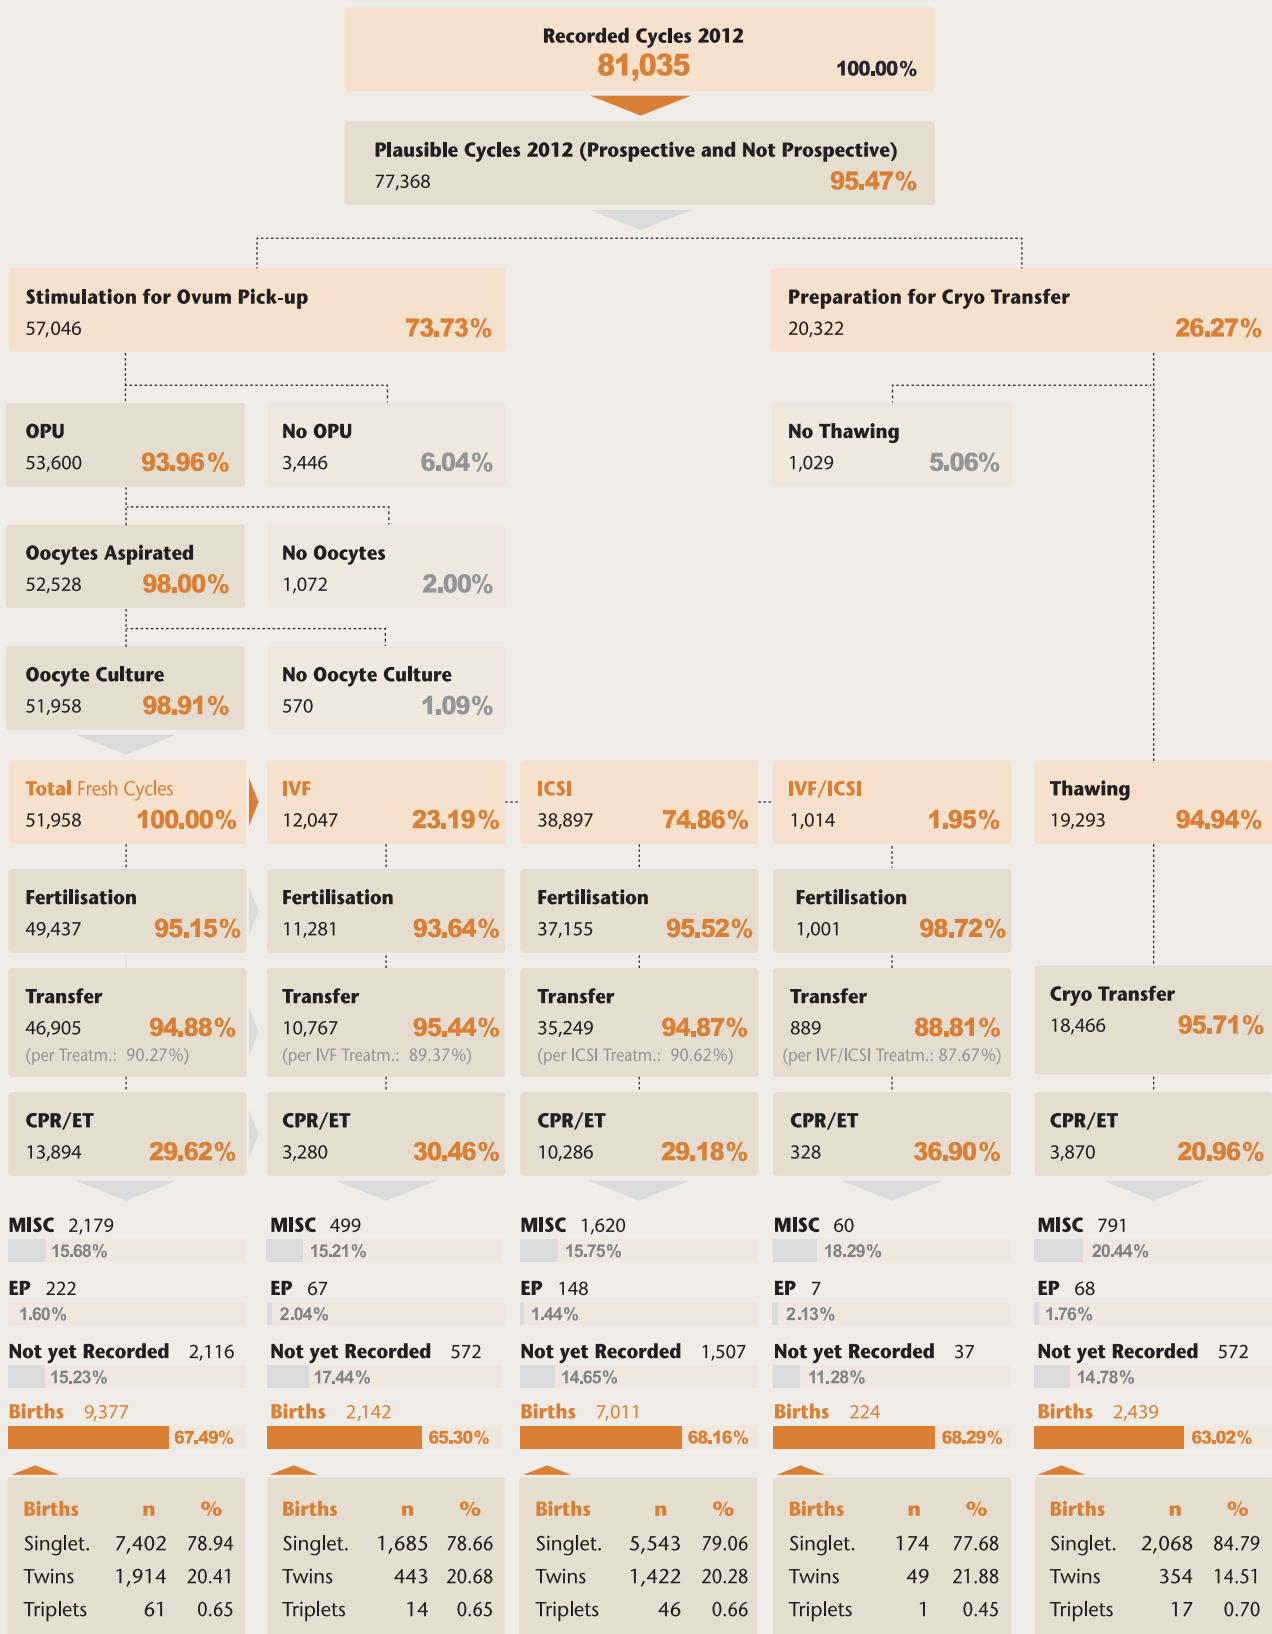 Recorded Cycles 2012
81,035 100.00%
Plausible Cycles 2012 (Prospective and Not Prospective)
77,368 95.47%
Stimulation for Ovum Pick-up
57,046 73.73%
Preparation for Cryo Transfer
20,322 26.27%
OPU
53,600 93.96%
No OPU
3,446 6.04%
No Thawing
1,029 5.06%
Oocytes Aspirated
52,528 98.00%
No Oocytes
1,072 2.00%
Oocyte Culture
51,958 98.91%
No Oocyte Culture
570 1.09%
Total Fresh Cycles
51,958 100.00%
IVF
12,047 23.19%
ICSI
38,897 74.86%
IVF/ICSI
1,014 1.95%
Thawing
19,293 94.94%
Fertilisation
49,437 95.15%
Fertilisation
11,281 93.64%
Fertilisation
37,155 95.52%
Fertilisation
1,001 98.72%
Transfer
46,905 94.88%
(per Treatm.: 90.27%)
Transfer
10,767 95.44%
(per IVF Treatm.: 89.37%)
Transfer
35,249 94.87%
(per ICSI Treatm.: 90.62%)
Transfer
889 88.81%
(per IVF/ICSI Treatm.: 87.67%)
Cryo Transfer
18,466 95.71%
CPR/ET
13,894 29.62%
CPR/ET
3,280 30.46%
CPR/ET
10,286 29.18%
CPR/ET
328 36.90%
CPR/ET
3,870 20.96%
MISC 2,179
15.68%
EP 222
1.60%
Not yet Recorded 2,116
15.23%
Births 9,377
67.49%
MISC 499
15.21%
EP 67
2.04%
Not yet Recorded 572
17.44%
Births 2,142
65.30%
MISC 1,620
15.75%
EP 148
1.44%
Not yet Recorded 1,507
14.65%
Births 7,011
68.16%
MISC 60
18.29%
EP 7
2.13%
Not yet Recorded 37
11.28%
Births 224
68.29%
MISC 791
20.44%
EP 68
1.76%
Not yet Recorded 572
14.78%
Births 2,439
63.02%
Births n %
Singlet. 7,402 78.94
Twins 1,914 20.41
Triplets 61 0.65
Births n %
Singlet. 1,685 78.66
Twins 443 20.68
Triplets 14 0.65
Births n %
Singlet. 5,543 79.06
Twins 1,422 20.28
Triplets 46 0.66
Births n %
Singlet. 174 77.68
Twins 49 21.88
Triplets 1 0.45
Births n %
Singlet. 2,068 84.79
Twins 354 14.51
Triplets 17 0.70